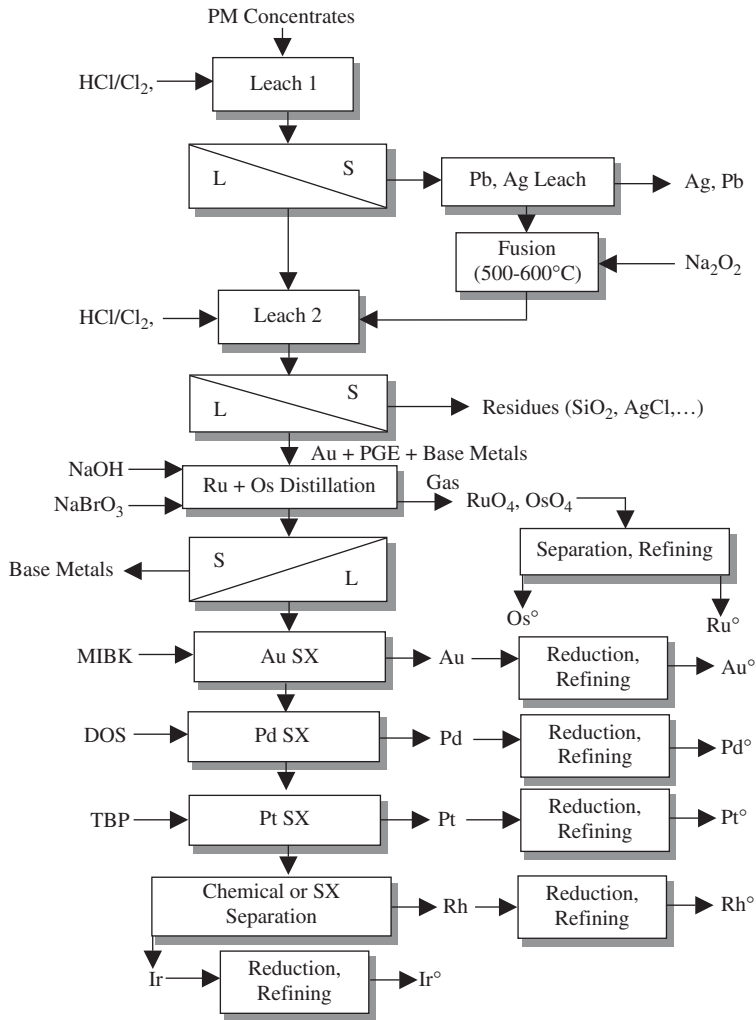 PM Concentrates
HCl/Cl₂,
Leach 1
L
S
Pb, Ag Leach
Ag, Pb
Fusion
(500-600°C)
Na₂O₂
HCl/Cl₂,
Leach 2
L
S
Residues (SiO₂, AgCl,…)
Au + PGE + Base Metals
NaOH
NaBrO₃
Ru + Os Distillation
Gas
RuO₄, OsO₄
Separation, Refining
Os°
Ru°
Base Metals
S
L
MIBK
Au SX
Au
Reduction,
Refining
Au°
DOS
Pd SX
Pd
Reduction,
Refining
Pd°
TBP
Pt SX
Pt
Reduction,
Refining
Pt°
Chemical or SX
Separation
Rh
Reduction,
Refining
Rh°
Ir
Reduction,
Refining
Ir°